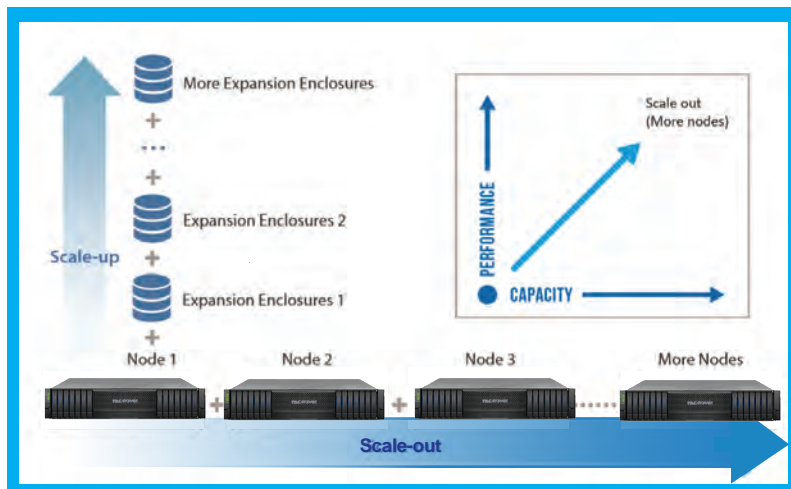 More Expansion Enclosures
Expansion Enclosures 2
Scale-up
Expansion Enclosures 1
Scale out
(More nodes)
PERFORMANCE
CAPACITY
Node 1
Node 2
Node 3
More Nodes
Scale-out